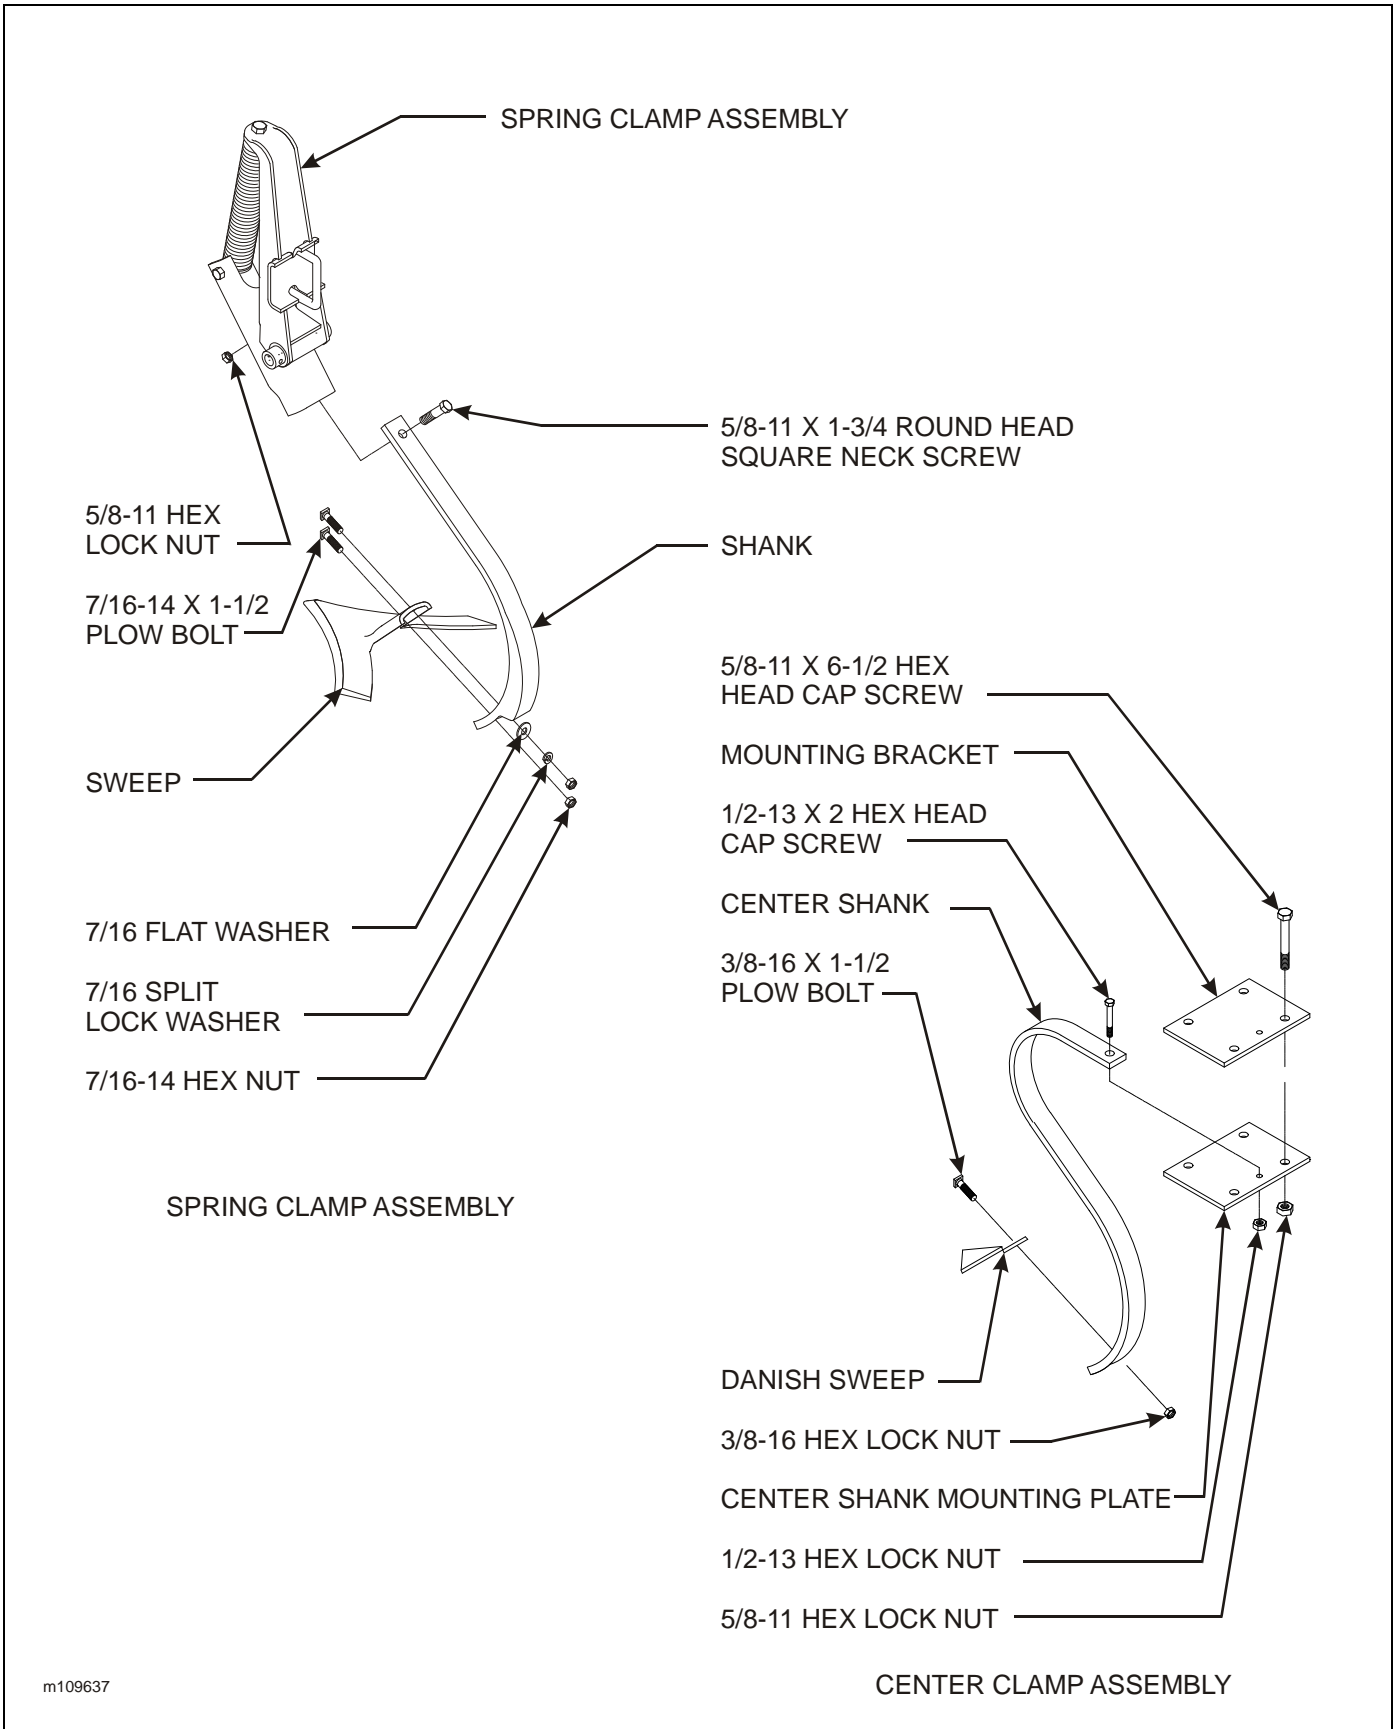 SPRING CLAMP ASSEMBLY
5/8-11 X 1-3/4 ROUND HEAD
SQUARE NECK SCREW
5/8-11 HEX
LOCK NUT
SHANK
7/16-14 X 1-1/2
PLOW BOLT
5/8-11 X 6-1/2 HEX
HEAD CAP SCREW
MOUNTING BRACKET
SWEEP
1/2-13 X 2 HEX HEAD
CAP SCREW
CENTER SHANK
7/16 FLAT WASHER
3/8-16 X 1-1/2
PLOW BOLT
7/16 SPLIT
LOCK WASHER
7/16-14 HEX NUT
SPRING CLAMP ASSEMBLY
DANISH SWEEP
3/8-16 HEX LOCK NUT
CENTER SHANK MOUNTING PLATE
1/2-13 HEX LOCK NUT
5/8-11 HEX LOCK NUT
m109637
CENTER CLAMP ASSEMBLY